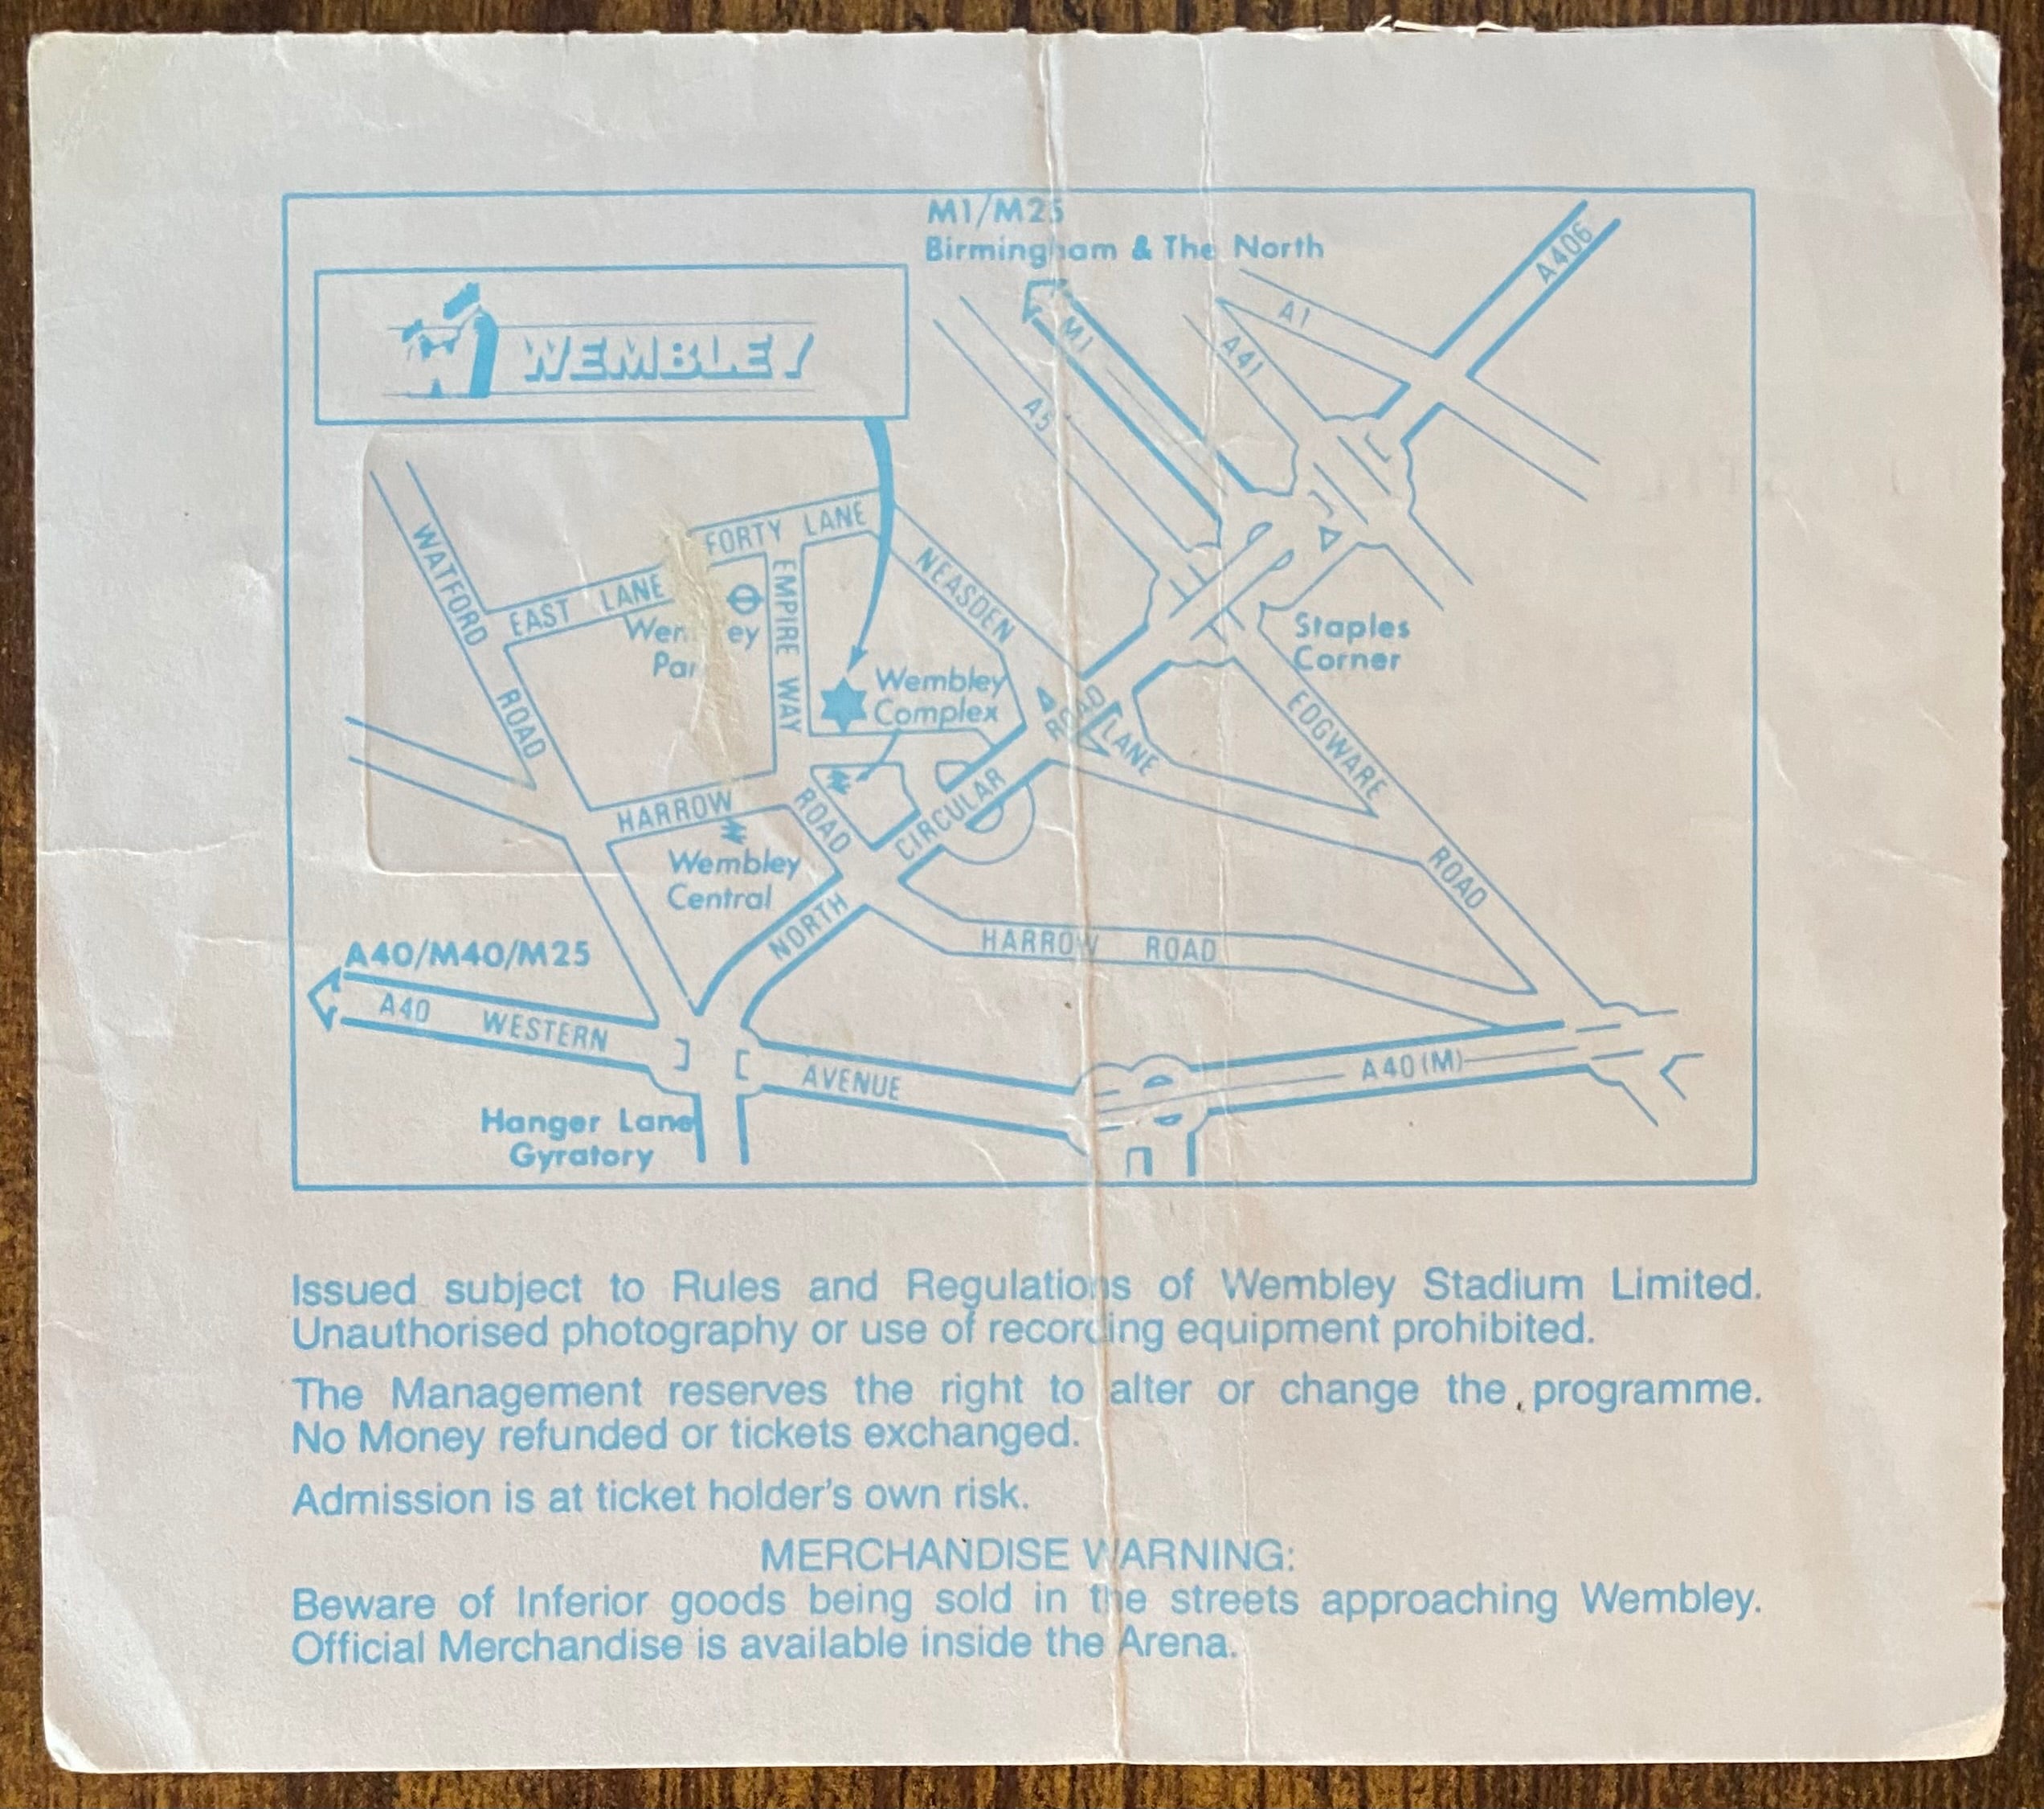 M1/M25
Birmingham & The North
A406
WEMBLEY
M1
A1
A41
A5
WATFORD
ROAD
FORTY LANE
EAST LANE
EMPIRE WAY
NEASDEN
LANE
Staples
Corner
Wembley
Complex
EDGWARE
ROAD
HARROW
ROAD
Wembley
Central
NORTH
CIRCULAR
ROAD
HARROW ROAD
A40/M40/M25
A40 WESTERN
AVENUE
A40(M)
Hanger Lane
Gyratory
Issued subject to Rules and Regulations of Wembley Stadium Limited.
Unauthorised photography or use of recording equipment prohibited.
The Management reserves the right to alter or change the programme.
No Money refunded or tickets exchanged.
Admission is at ticket holder's own risk.
MERCHANDISE WARNING:
Beware of Inferior goods being sold in the streets approaching Wembley.
Official Merchandise is available inside the Arena.